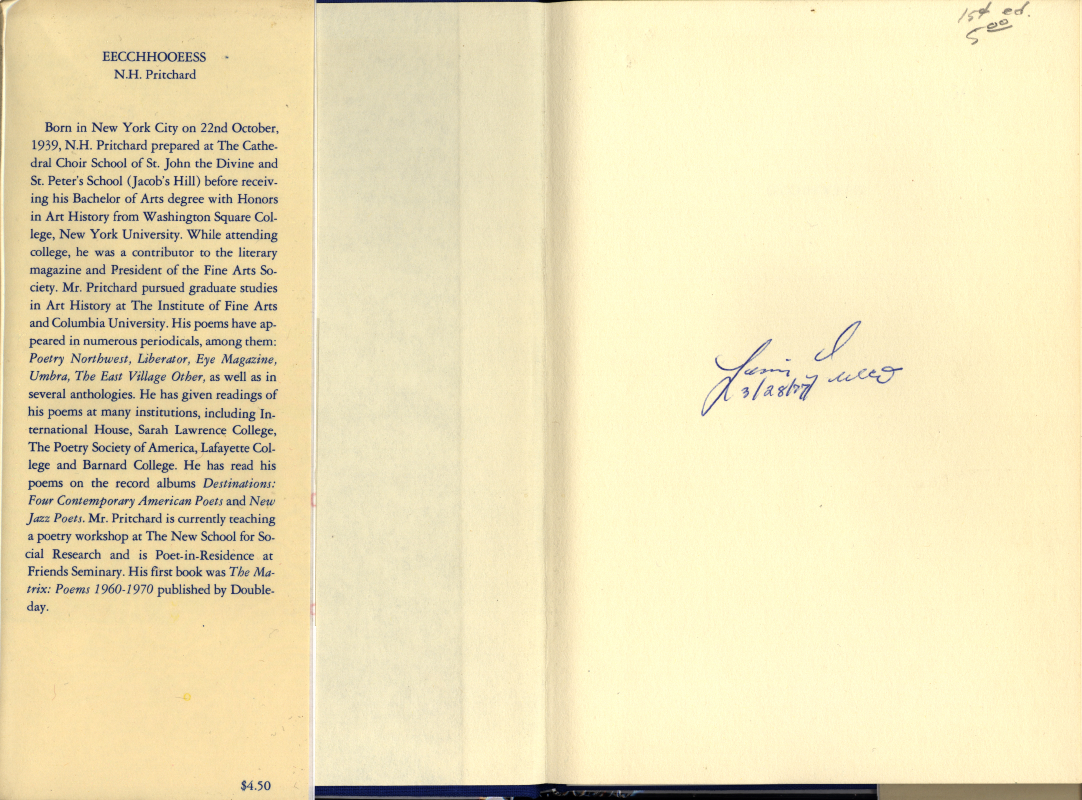 EECCHHOOEESS
N.H. Pritchard
Born in New York City on 22nd October,
1939, N.H. Pritchard prepared at The Cathe-
dral Choir School of St. John the Divine and
St. Peter's School (Jacob's Hill) before receiv-
ing his Bachelor of Arts degree with Honors
in Art History from Washington Square Col-
lege, New York University. While attending
college, he was a contributor to the literary
magazine and President of the Fine Arts So-
ciety. Mr. Pritchard pursued graduate studies
in Art History at The Institute of Fine Arts
and Columbia University. His poems have ap-
peared in numerous periodicals, among them:
Poetry Northwest, Liberator, Eye Magazine,
Umbra, The East Village Other, as well as in
several anthologies. He has given readings of
his poems at many institutions, including In-
ternational House, Sarah Lawrence College,
The Poetry Society of America, Lafayette Col-
lege and Barnard College. He has read his
poems on the record albums Destinations:
Four Contemporary American Poets and New
Jazz Poets. Mr. Pritchard is currently teaching
a poetry workshop at The New School for So-
cial Research and is Poet-in-Residence at
Friends Seminary. His first book was The Ma-
trix: Poems 1960-1970 published by Double-
day.
$4.50
1st ed.
5.00
3/28/77